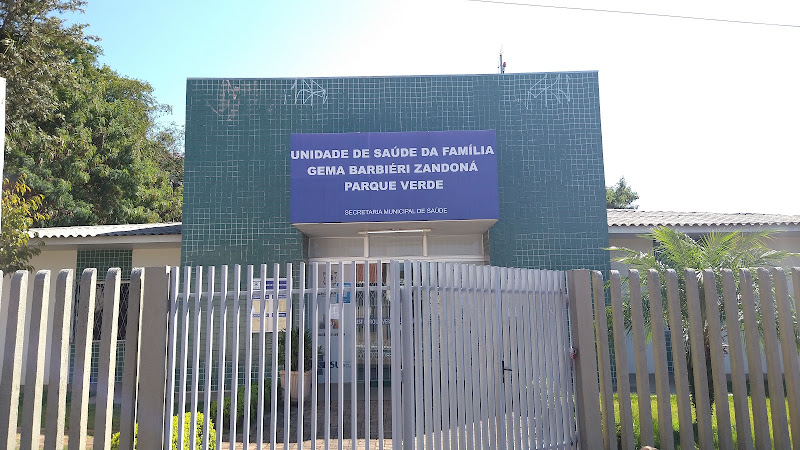 UNIDADE DE SAÚDE DA FAMÍLIA
GEMA BARBIÉRI ZANDONÁ
PARQUE VERDE
SECRETARIA MUNICIPAL DE SAÚDE